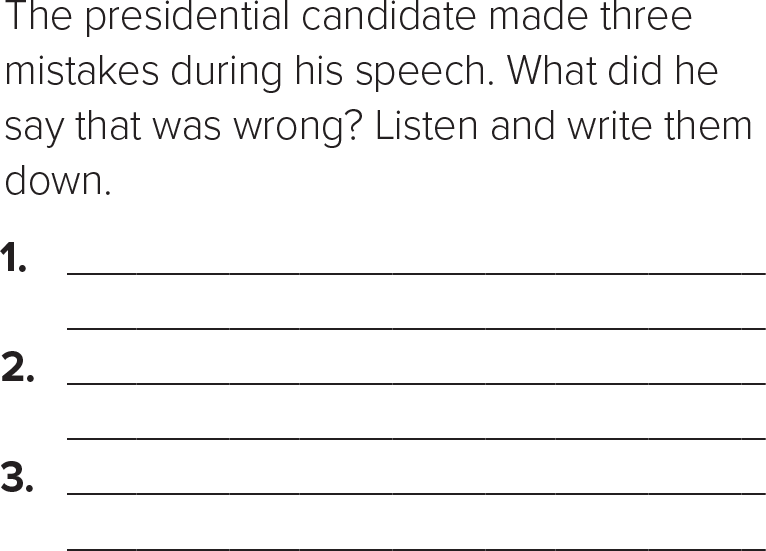 The presidential candidate made three
mistakes during his speech. What did he
say that was wrong? Listen and write them
down.
1.
2.
3.